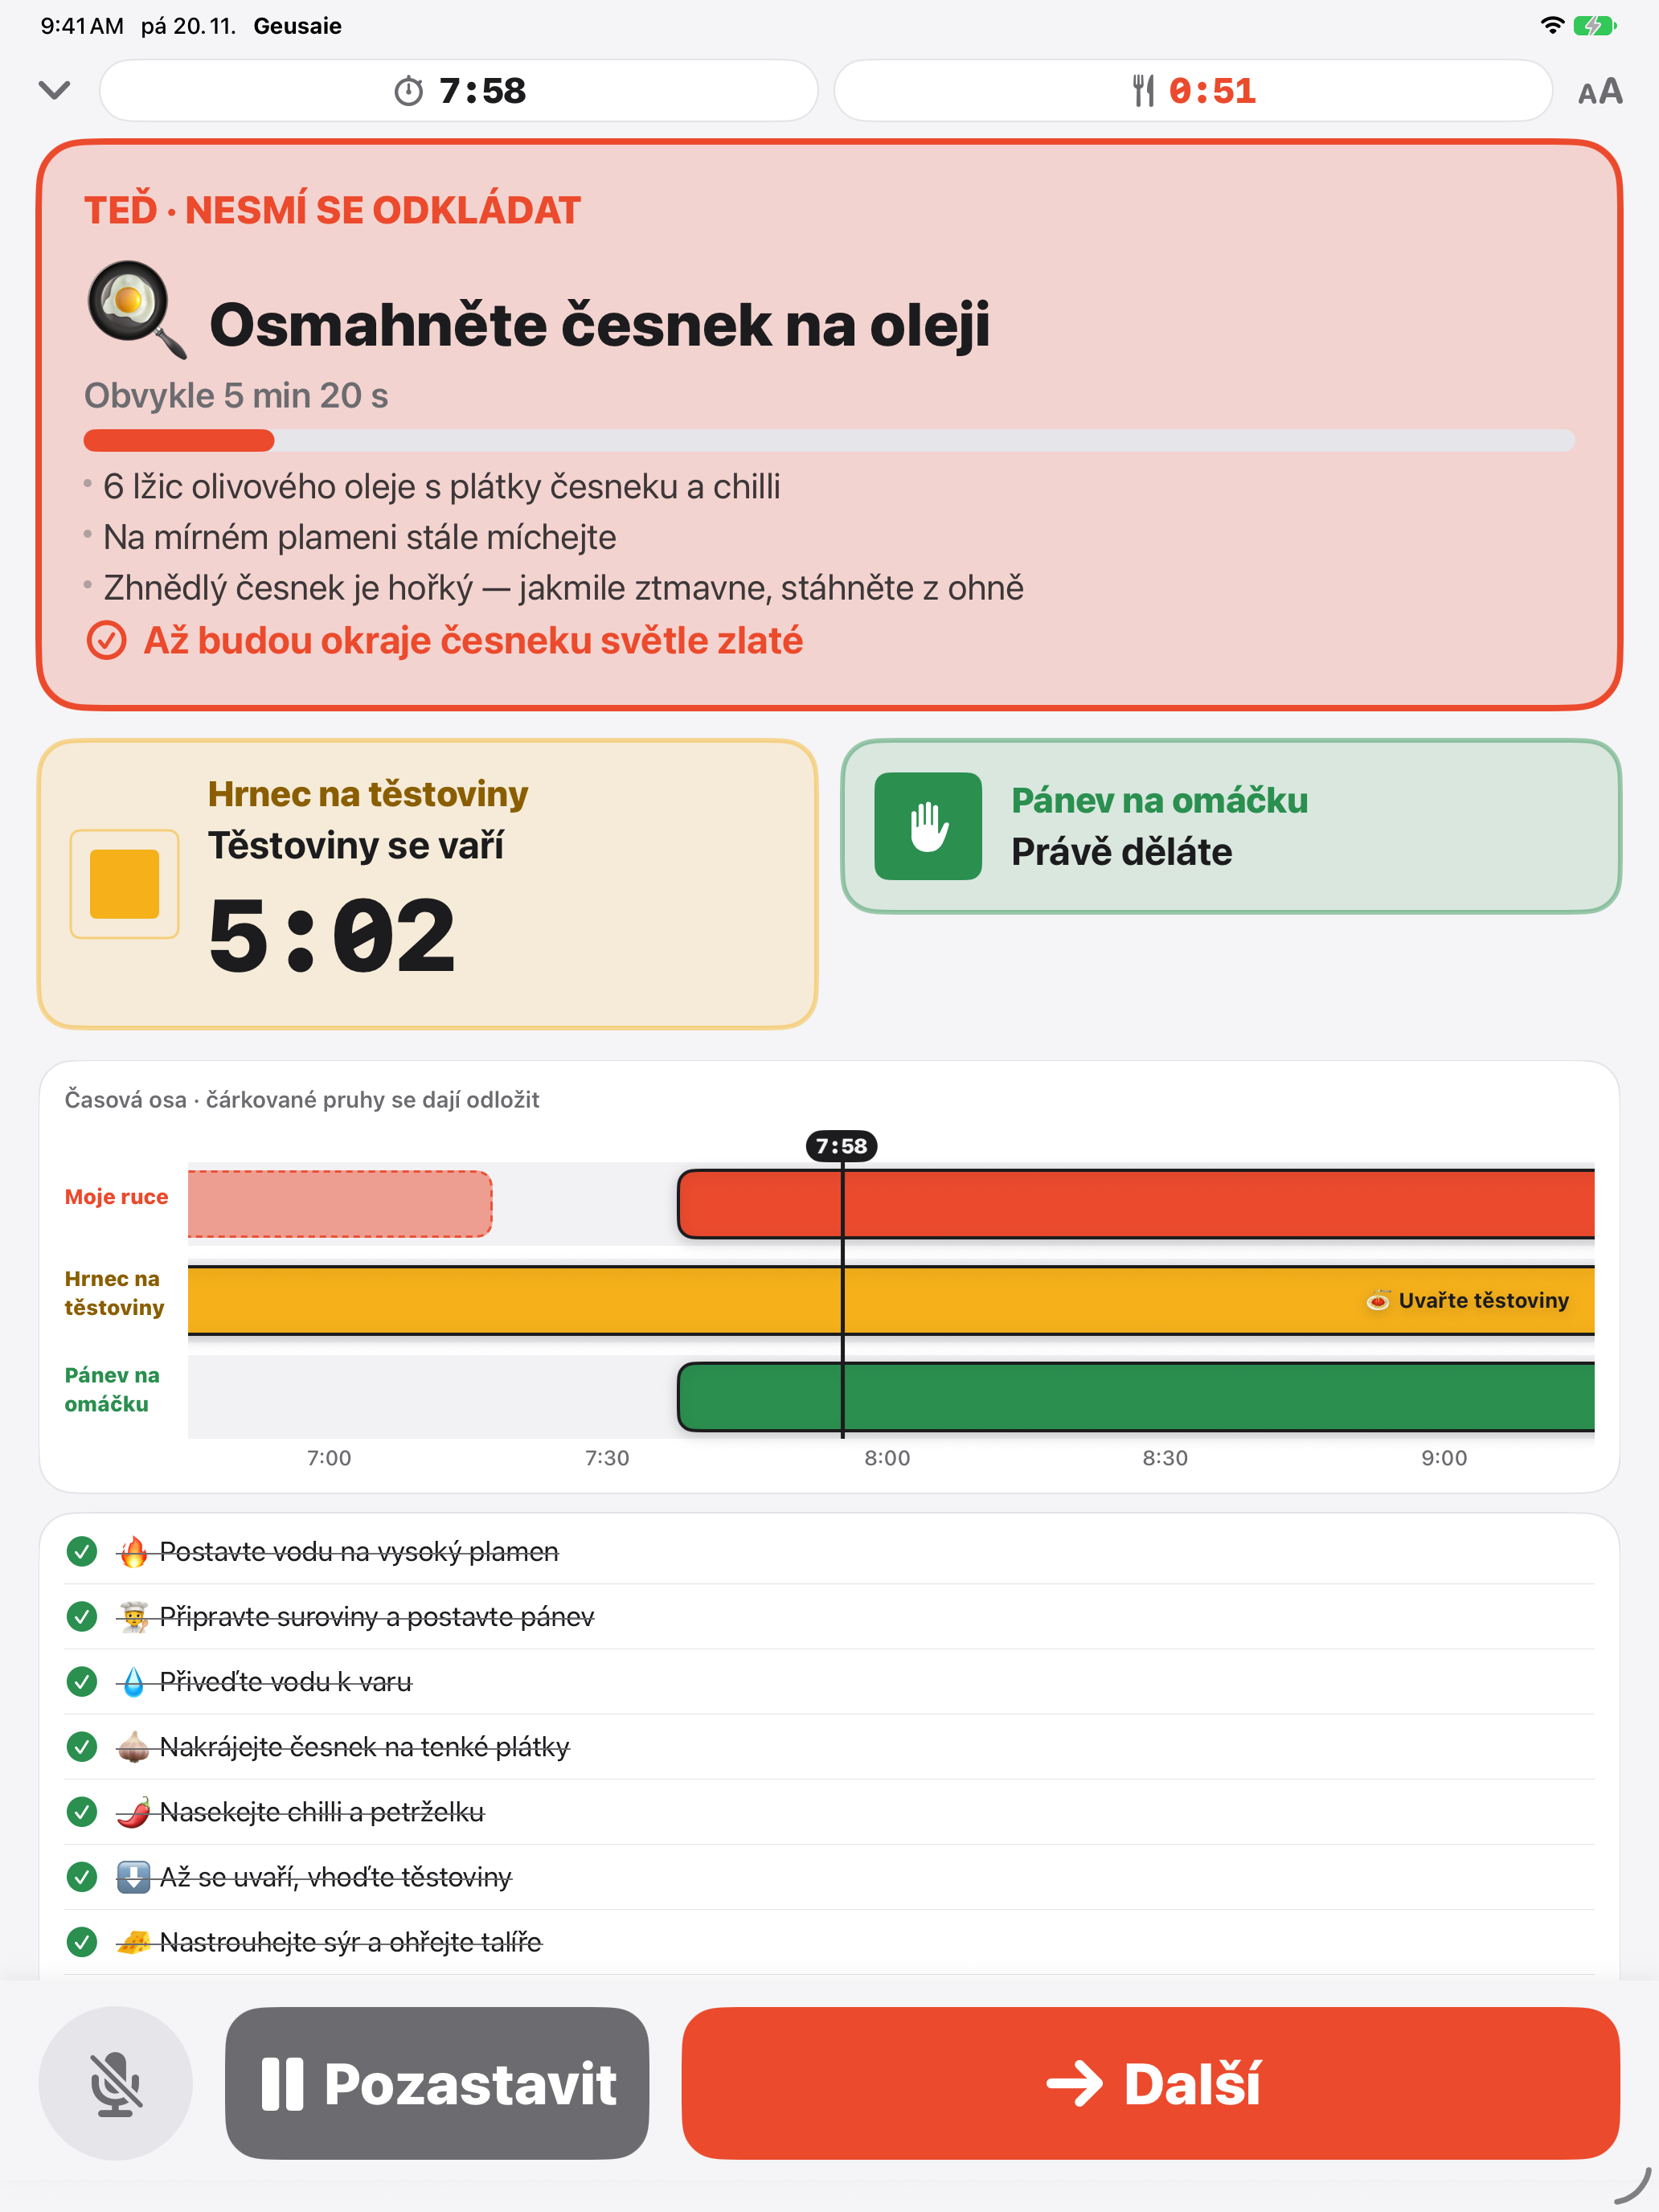 9:41 AM pá 20. 11. Geusaie
7:58
0:51
AA
TEĎ · NESMÍ SE ODKLÁDAT
Osmahněte česnek na oleji
Obvykle 5 min 20 s
• 6 lžic olivového oleje s plátky česneku a chilli
• Na mírném plameni stále míchejte
• Zhnědlý česnek je hořký — jakmile ztmavne, stáhněte z ohně
Až budou okraje česneku světle zlaté
Hrnec na těstoviny
Těstoviny se vaří
5:02
Pánev na omáčku
Právě děláte
Časová osa · čárkované pruhy se dají odložit
7:58
Moje ruce
Hrnec na
těstoviny
Uvařte těstoviny
Pánev na
omáčku
7:00 7:30 8:00 8:30 9:00
Postavte vodu na vysoký plamen
Připravte suroviny a postavte pánev
Přiveďte vodu k varu
Nakrájejte česnek na tenké plátky
Nasekejte chilli a petrželku
Až se uvaří, vhoďte těstoviny
Nastrouhejte sýr a ohřejte talíře
Pozastavit
Další